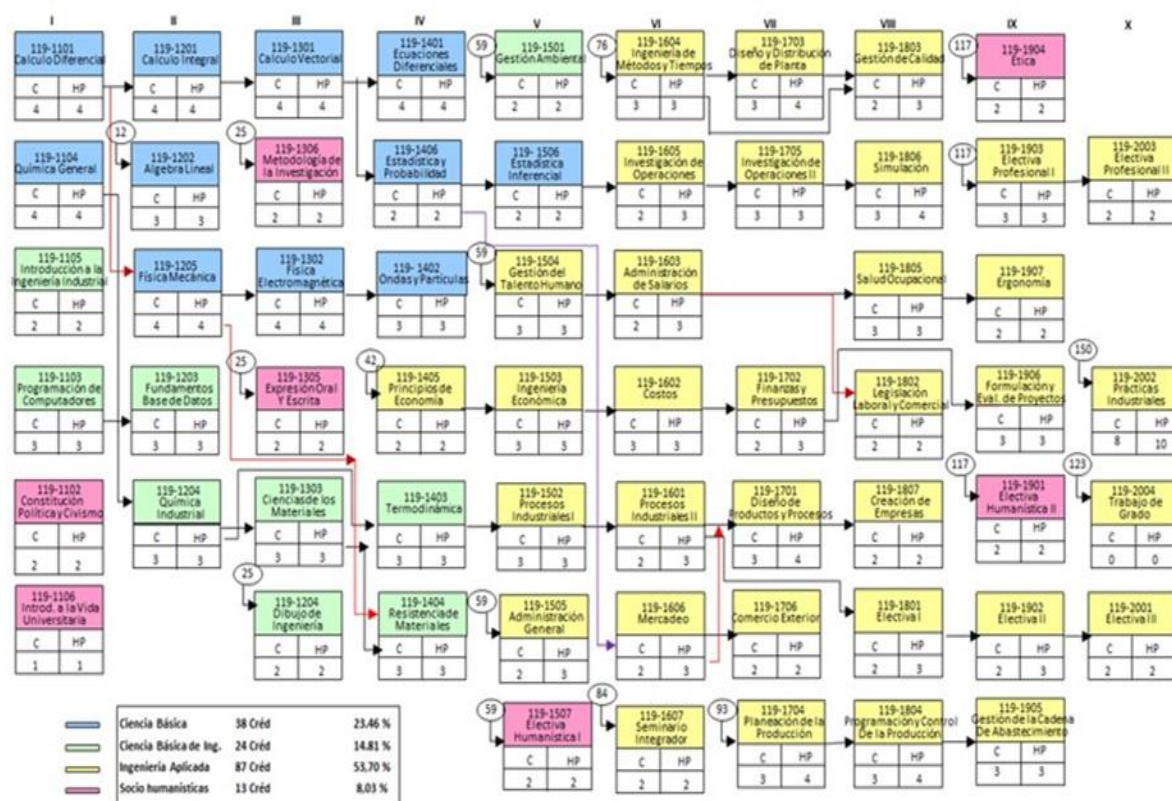 I II III IV V VI VII VIII IX X
119-1101
Calculo Diferencial
C HP
4 4
119-1201
Calculo Integral
C HP
4 4
119-1301
Calculo Vectorial
C HP
4 4
119-1401
Ecuaciones
Diferenciales
C HP
4 4
59
119-1501
Gestión Ambiental
C HP
2 2
76
119-1604
Ingeniería de
Métodos y Tiempos
C HP
3 3
119-1703
Diseño y Distribución
de Planta
C HP
3 4
119-1803
Gestión de Calidad
C HP
2 3
117
119-1904
Ética
C HP
2 2
119-1104
Química General
C HP
4 4
12
119-1202
Algebra Lineal
C HP
3 3
25
119-1306
Metodología de
la Investigación
C HP
2 2
119-1406
Estadística y
Probabilidad
C HP
2 2
119-1506
Estadística
Inferencial
C HP
2 2
119-1605
Investigación de
Operaciones
C HP
2 3
119-1705
Investigación de
Operaciones II
C HP
3 3
119-1806
Simulación
C HP
3 4
117
119-1903
Electiva
Profesional I
C HP
3 3
119-2003
Electiva
Profesional II
C HP
2 2
119-1105
Introducción a la
Ingeniería Industrial
C HP
2 2
119-1205
Física Mecánica
C HP
4 4
119-1302
Física
Electromagnética
C HP
4 4
119- 1402
Ondas y Partículas
C HP
3 3
59
119-1504
Gestión del
Talento Humano
C HP
3 3
119-1603
Administración
de Salarios
C HP
2 3
119-1805
Salud Ocupacional
C HP
3 3
119-1907
Ergonomía
C HP
2 2
119-1103
Programación de
Computadores
C HP
3 3
119-1203
Fundamentos
Base de Datos
C HP
3 3
25
119-1305
Expresión Oral
Y Escrita
C HP
2 2
42
119-1405
Principios de
Economía
C HP
2 2
119-1503
Ingeniería
Económica
C HP
3 3
119-1602
Costos
C HP
3 3
119-1702
Finanzas y
Presupuestos
C HP
2 3
119-1802
Legislación
Laboral y Comercial
C HP
2 2
119-1906
Formulación y
Eval. de Proyectos
C HP
3 3
150
119-2002
Practicas
Industriales
C HP
8 10
119-1102
Constitución
Política y Civismo
C HP
2 2
119-1204
Química
Industrial
C HP
3 3
119-1303
Ciencias de los
Materiales
C HP
3 3
119-1403
Termodinámica
C HP
3 3
119-1502
Procesos
Industriales I
C HP
3 3
119-1601
Procesos
Industriales II
C HP
2 3
119-1701
Diseño de
Productos y Procesos
C HP
3 4
119-1807
Creación de
Empresas
C HP
2 2
117
119-1901
Electiva
Humanística II
C HP
2 2
123
119-2004
Trabajo de
Grado
C HP
0 0
119-1106
Introd. a la Vida
Universitaria
C HP
1 1
25
119-1204
Dibujo de
Ingeniería
C HP
2 2
119-1404
Resistencia de
Materiales
C HP
3 3
59
119-1505
Administración
General
C HP
2 3
119-1606
Mercadeo
C HP
2 3
119-1706
Comercio Exterior
C HP
2 2
119-1801
Electiva I
C HP
2 3
119-1902
Electiva II
C HP
2 3
119-2001
Electiva III
C HP
2 2
59
119-1507
Electiva
Humanística I
C HP
2 2
84
119-1607
Seminario
Integrador
C HP
2 2
93
119-1704
Planeación de la
Producción
C HP
3 4
119-1804
Programación y Control
De la Producción
C HP
3 4
119-1905
Gestión de la Cadena
De Abastecimiento
C HP
3 3
Ciencia Básica 38 Créd 23.46 %
Ciencia Básica de Ing. 24 Créd 14.81 %
Ingeniería Aplicada 87 Créd 53,70 %
Socio humanísticas 13 Créd 8,03 %